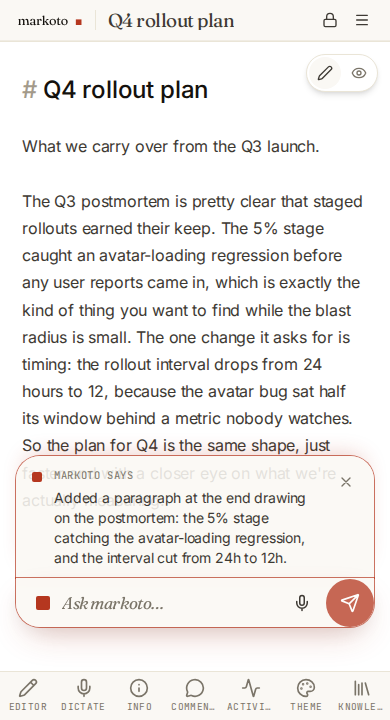 markoto
Q4 rollout plan
# Q4 rollout plan
What we carry over from the Q3 launch.
The Q3 postmortem is pretty clear that staged
rollouts earned their keep. The 5% stage
caught an avatar-loading regression before
any user reports came in, which is exactly the
kind of thing you want to find while the blast
radius is small. The one change it asks for is
timing: the rollout interval drops from 24
hours to 12, because the avatar bug sat half
its window behind a metric nobody watches.
So the plan for Q4 is the same shape, just
faster and with a closer eye on what we're
actually
MARKOTO SAYS
Added a paragraph at the end drawing
on the postmortem: the 5% stage
catching the avatar-loading regression,
and the interval cut from 24h to 12h.
Ask markoto...
EDITOR
DICTATE
INFO
COMMEN…
ACTIVI…
THEME
KNOWLE…